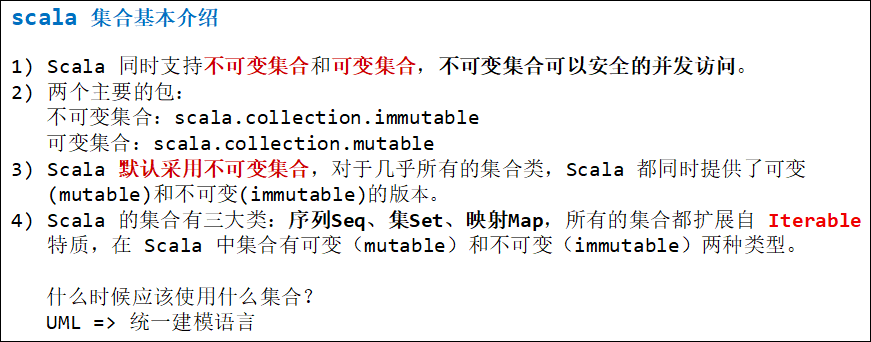 scala 集合基本介绍
1) Scala 同时支持不可变集合和可变集合，不可变集合可以安全的并发访问。
2) 两个主要的包：
不可变集合：scala.collection.immutable
可变集合：scala.collection.mutable
3) Scala 默认采用不可变集合，对于几乎所有的集合类，Scala 都同时提供了可变
(mutable)和不可变(immutable)的版本。
4) Scala 的集合有三大类：序列Seq、集Set、映射Map，所有的集合都扩展自 Iterable
特质，在 Scala 中集合有可变（mutable）和不可变（immutable）两种类型。
什么时候应该使用什么集合？
UML => 统一建模语言